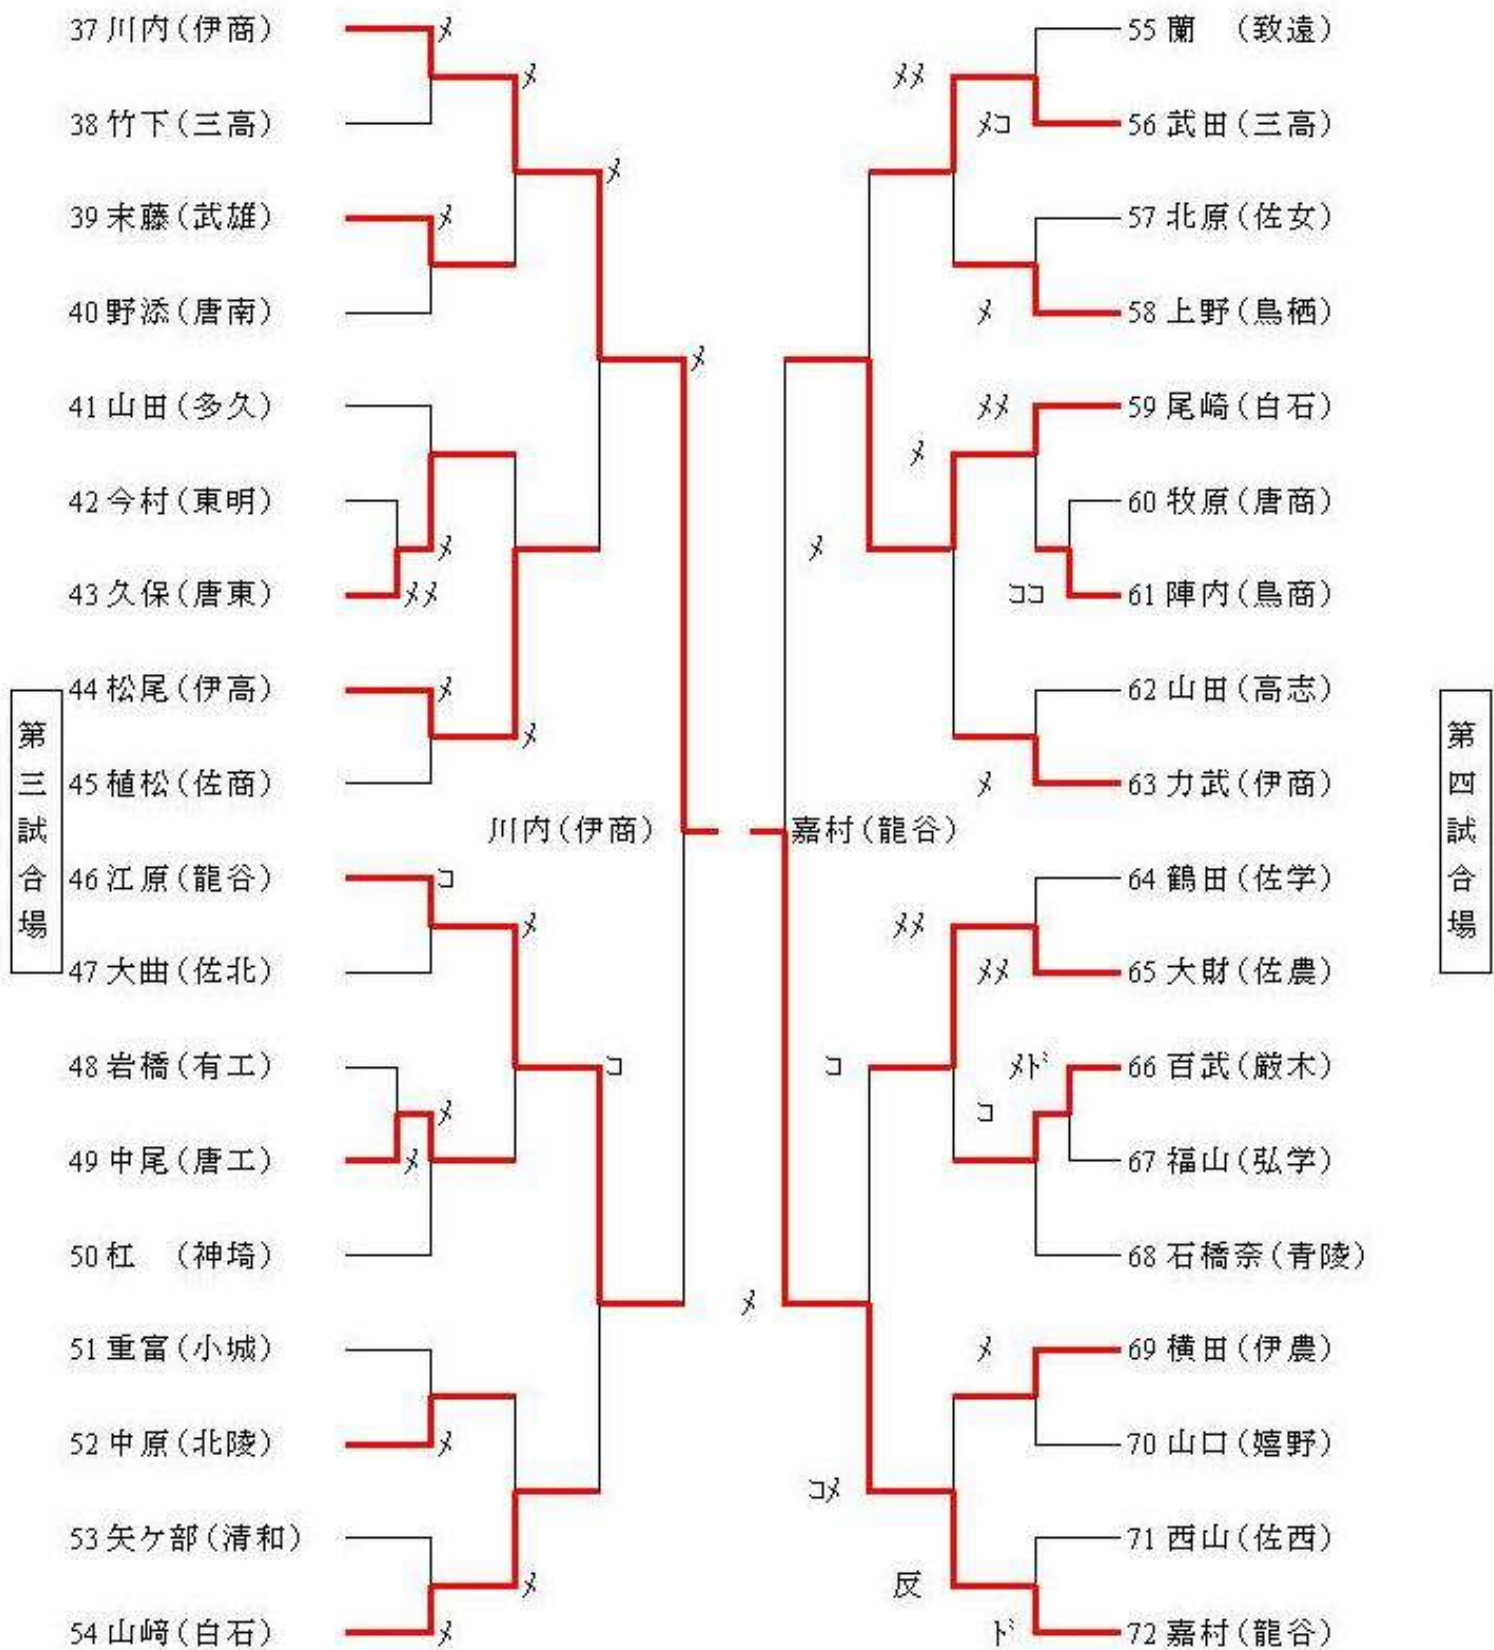 37 川内(伊商)
メ
メ
38 竹下(三高)
メ
39 末藤(武雄)
メ
40 野添(唐南)
メ
41 山田(多久)
42 今村(東明)
メ
43 久保(唐東)
メメ
44 松尾(伊高)
メ
メ
45 植松(佐商)
川内(伊商)
46 江原(龍谷)
コ
メ
47 大曲(佐北)
48 岩橋(有工)
コ
メ
49 中尾(唐工)
メ
50 杠 (神埼)
51 重富(小城)
52 中原(北陵)
メ
53 矢ケ部(清和)
メ
54 山﨑(白石)
メ
第三試合場
55 蘭 (致遠)
メメ
メコ
56 武田(三高)
57 北原(佐女)
メ
58 上野(鳥栖)
メメ
59 尾崎(白石)
メ
60 牧原(唐商)
メ
ココ
61 陣内(鳥商)
62 山田(高志)
メ
63 力武(伊商)
嘉村(龍谷)
64 鶴田(佐学)
メメ
メメ
65 大財(佐農)
コ
メド
66 百武(厳木)
コ
67 福山(弘学)
68 石橋奈(青陵)
メ
メ
69 横田(伊農)
70 山口(嬉野)
コメ
71 西山(佐西)
反
ド
72 嘉村(龍谷)
第四試合場